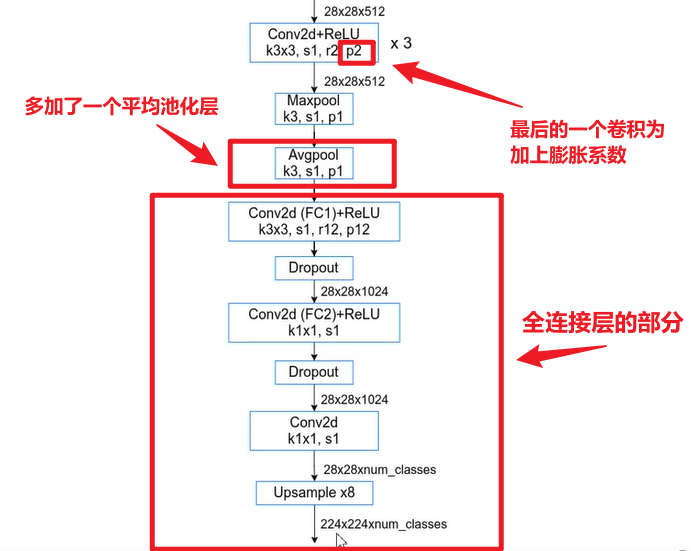 28x28x512
Conv2d+ReLU
k3x3, s1, r2, p2
x 3
28x28x512
Maxpool
k3, s1, p1
多加了一个平均池化层
最后的一个卷积为
加上膨胀系数
Avgpool
k3, s1, p1
Conv2d (FC1)+ReLU
k3x3, s1, r12, p12
Dropout
28x28x1024
Conv2d (FC2)+ReLU
k1x1, s1
全连接层的部分
Dropout
28x28x1024
Conv2d
k1x1, s1
28x28xnum_classes
Upsample x8
224x224xnum_classes